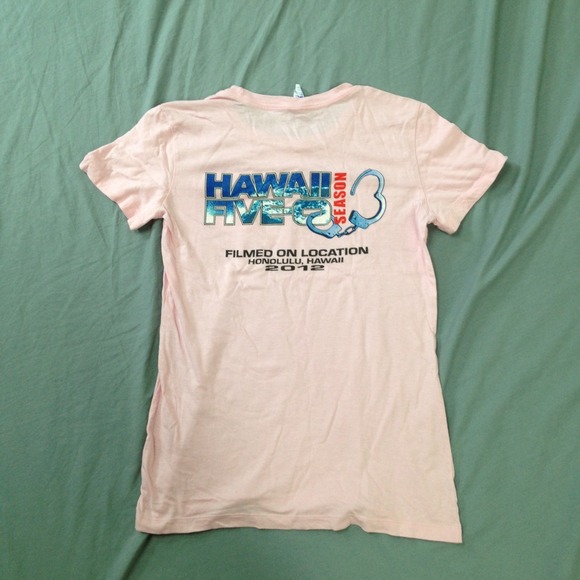 HAWAII
FIVE-0
SEASON
3
FILMED ON LOCATION
HONOLULU, HAWAII
2012